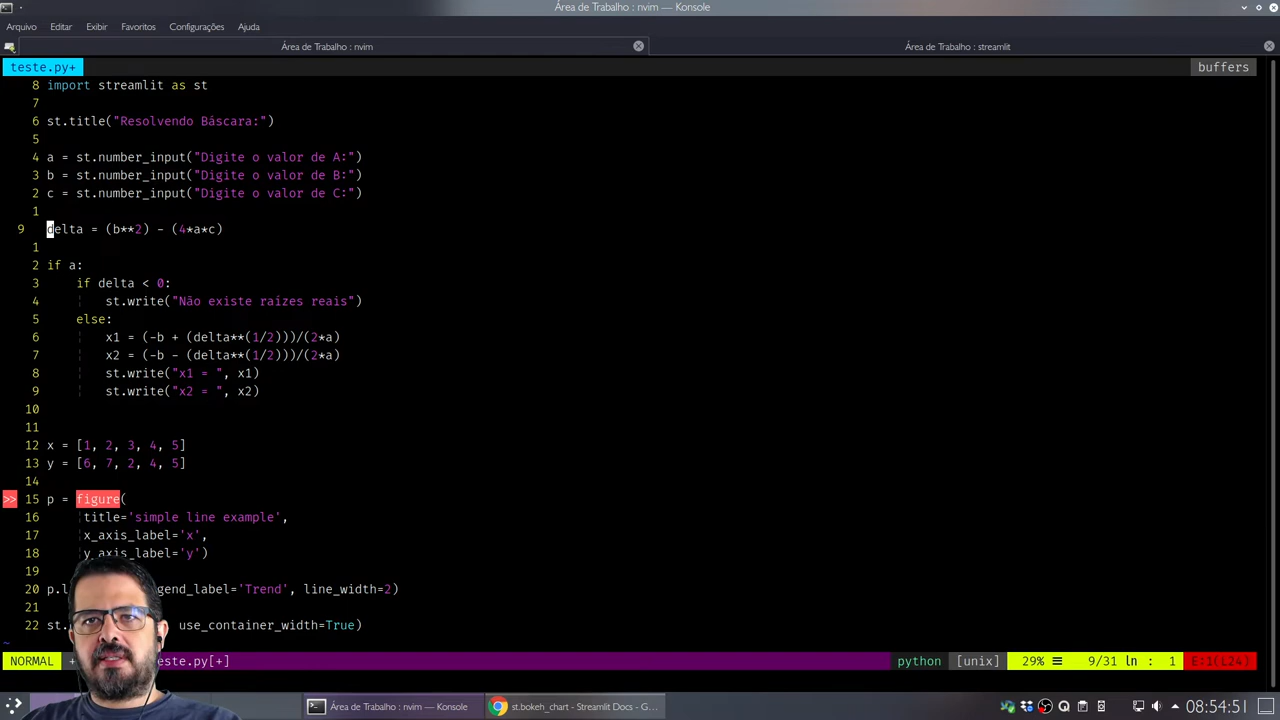 Área de Trabalho : nvim — Konsole
Arquivo Editar Exibir Favoritos Configurações Ajuda
Área de Trabalho : nvim
Área de Trabalho : streamlit
teste.py+
buffers
8 import streamlit as st
7
6 st.title("Resolvendo Báscara:")
5
4 a = st.number_input("Digite o valor de A:")
3 b = st.number_input("Digite o valor de B:")
2 c = st.number_input("Digite o valor de C:")
1
9 delta = (b**2) - (4*a*c)
1
2 if a:
3 if delta < 0:
4 st.write("Não existe raízes reais")
5 else:
6 x1 = (-b + (delta**(1/2)))/(2*a)
7 x2 = (-b - (delta**(1/2)))/(2*a)
8 st.write("x1 = ", x1)
9 st.write("x2 = ", x2)
10
11
12 x = [1, 2, 3, 4, 5]
13 y = [6, 7, 2, 4, 5]
14
>> 15 p = figure(
16 title='simple line example',
17 x_axis_label='x',
18 y_axis_label='y')
19
20 p.l gend_label='Trend', line_width=2)
21
22 st. use_container_width=True)
~
NORMAL + este.py[+] python [unix] 29% ☰ 9/31 ln : 1 E:1(L24)
Área de Trabalho : nvim — Konsole
st.bokeh_chart - Streamlit Docs - G...
08:54:51